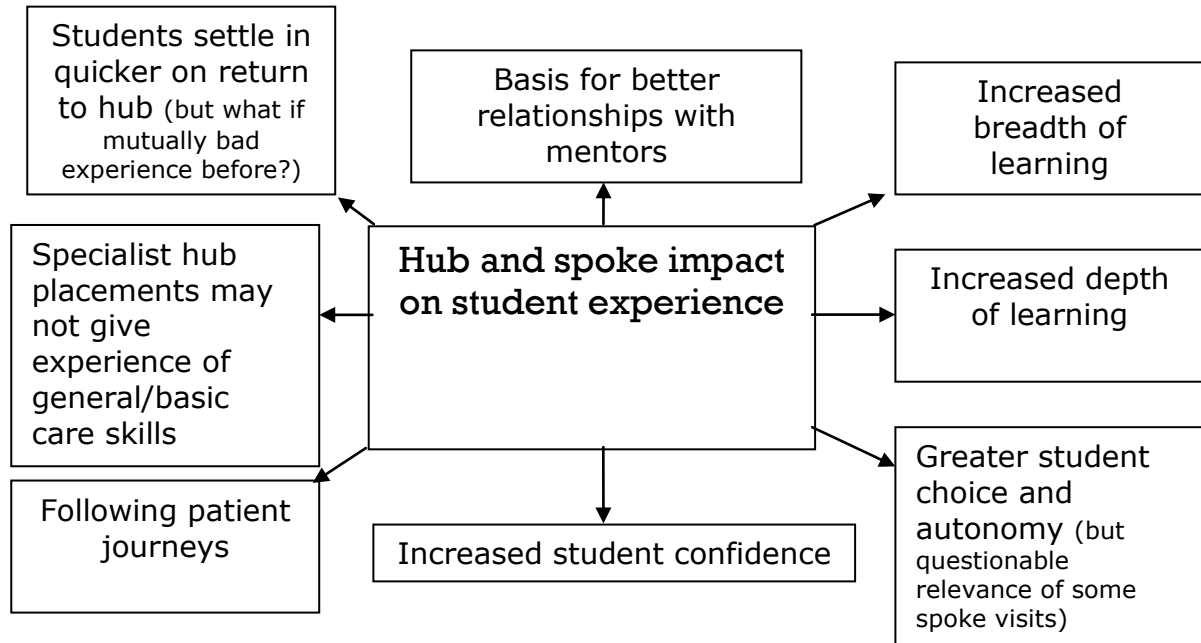 Students settle in
quicker on return
to hub (but what if
mutually bad
experience before?)
Basis for better
relationships with
mentors
Increased
breadth of
learning
Hub and spoke impact
on student experience
Specialist hub
placements may
not give
experience of
general/basic
care skills
Increased depth
of learning
Following patient
journeys
Increased student confidence
Greater student
choice and
autonomy (but
questionable
relevance of some
spoke visits)